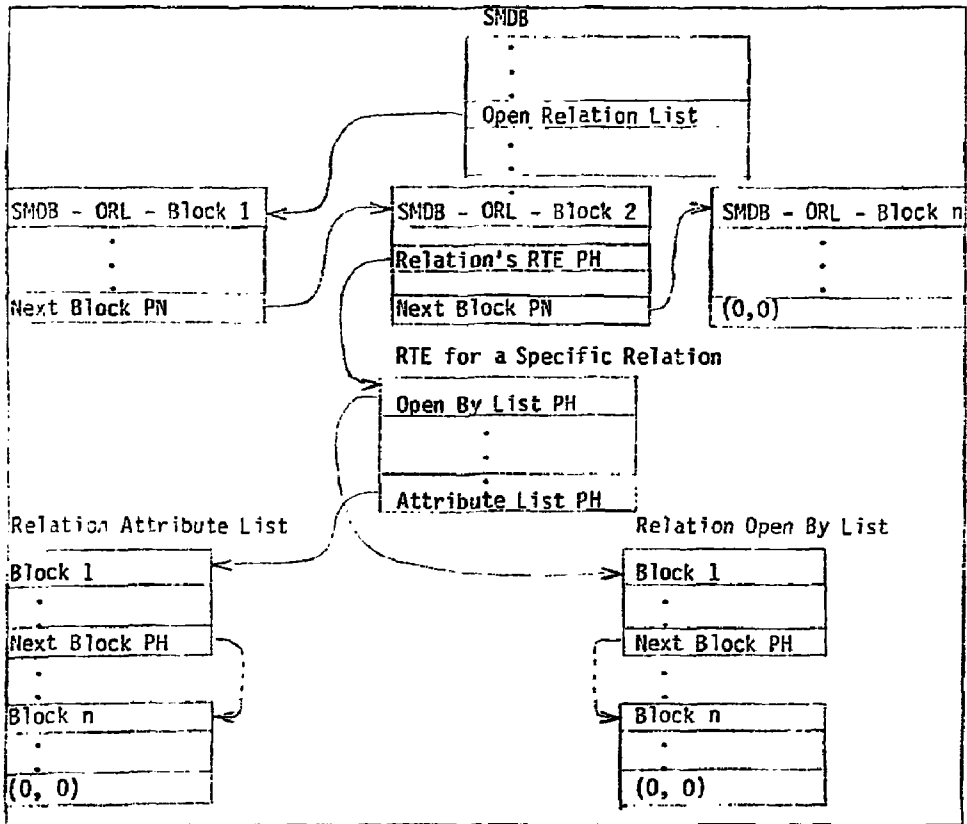 SMDB
Open Relation List
SMDB - ORL - Block 1
Next Block PN
SMDB - ORL - Block 2
Relation's RTE PH
Next Block PN
SMDB - ORL - Block n
(0,0)
RTE for a Specific Relation
Open By List PH
Attribute List PH
Relation Attribute List
Block 1
Next Block PH
Block n
(0, 0)
Relation Open By List
Block 1
Next Block PH
Block n
(0, 0)